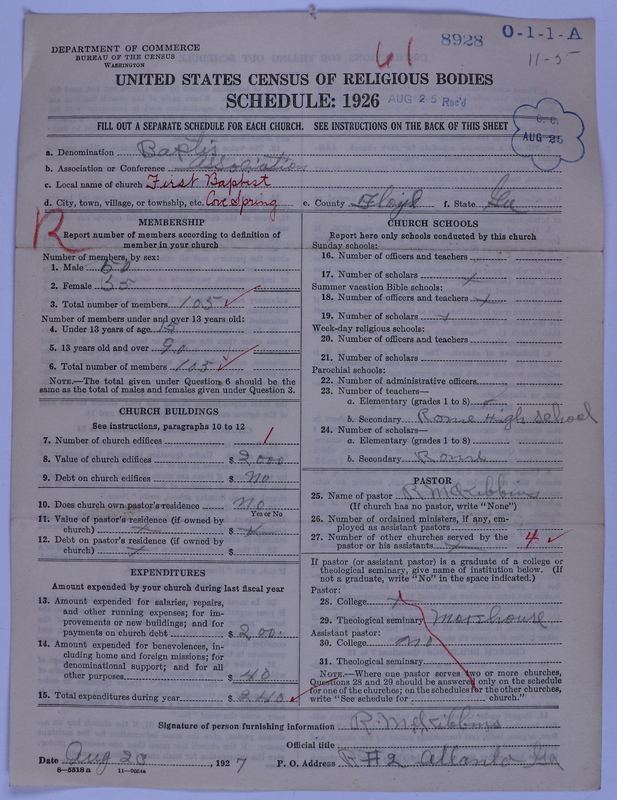 DEPARTMENT OF COMMERCE
BUREAU OF THE CENSUS
WASHINGTON
61
8928
O-1-1-A
11-5
UNITED STATES CENSUS OF RELIGIOUS BODIES
SCHEDULE: 1926
AUG 25 Rec'd
FILL OUT A SEPARATE SCHEDULE FOR EACH CHURCH. SEE INSTRUCTIONS ON THE BACK OF THIS SHEET
AUG 25
a. Denomination Baptis
b. Association or Conference Association
c. Local name of church First Baptist
d. City, town, village, or township, etc. Cave Spring e. County Floyd f. State Ga
R
MEMBERSHIP
Report number of members according to definition of
member in your church
Number of members, by sex:
1. Male 50
2. Female 55
3. Total number of members 105
Number of members under and over 13 years old:
4. Under 13 years of age 15
5. 13 years old and over 90
6. Total number of members 105
NOTE.—The total given under Question 6 should be the
same as the total of males and females given under Question 3.
CHURCH BUILDINGS
See instructions, paragraphs 10 to 12
7. Number of church edifices 1
8. Value of church edifices $ 2000
9. Debt on church edifices $ no
10. Does church own pastor's residence no
Yes or No
11. Value of pastor's residence (if owned by
church) $
12. Debt on pastor's residence (if owned by
church) $
EXPENDITURES
Amount expended by your church during last fiscal year
13. Amount expended for salaries, repairs,
and other running expenses; for im-
provements or new buildings; and for
payments on church debt $ 200
14. Amount expended for benevolences, in-
cluding home and foreign missions; for
denominational support; and for all
other purposes $ 40
15. Total expenditures during year $ 240
CHURCH SCHOOLS
Report here only schools conducted by this church
Sunday schools:
16. Number of officers and teachers
17. Number of scholars
Summer vacation Bible schools:
18. Number of officers and teachers
19. Number of scholars
Week-day religious schools:
20. Number of officers and teachers
21. Number of scholars
Parochial schools:
22. Number of administrative officers
23. Number of teachers—
a. Elementary (grades 1 to 8)
b. Secondary Rome High School
24. Number of scholars—
a. Elementary (grades 1 to 8)
b. Secondary Rome
PASTOR
25. Name of pastor R McKibbins
(If church has no pastor, write "None")
26. Number of ordained ministers, if any, em-
ployed as assistant pastors
27. Number of other churches served by the
pastor or his assistants 4
If pastor (or assistant pastor) is a graduate of a college or
theological seminary, give name of institution below. (If
not a graduate, write "No" in the space indicated.)
Pastor:
28. College
29. Theological seminary Morehouse
Assistant pastor:
30. College no
31. Theological seminary
NOTE.—Where one pastor serves two or more churches,
Questions 28 and 29 should be answered only on the schedule
for one of the churches; on the schedules for the other churches,
write "See schedule for church."
Signature of person furnishing information R. McKibbins
Official title
Date Aug 20, 1927 P. O. Address R #2 Atlanta Ga
8—5518a 11—9064a